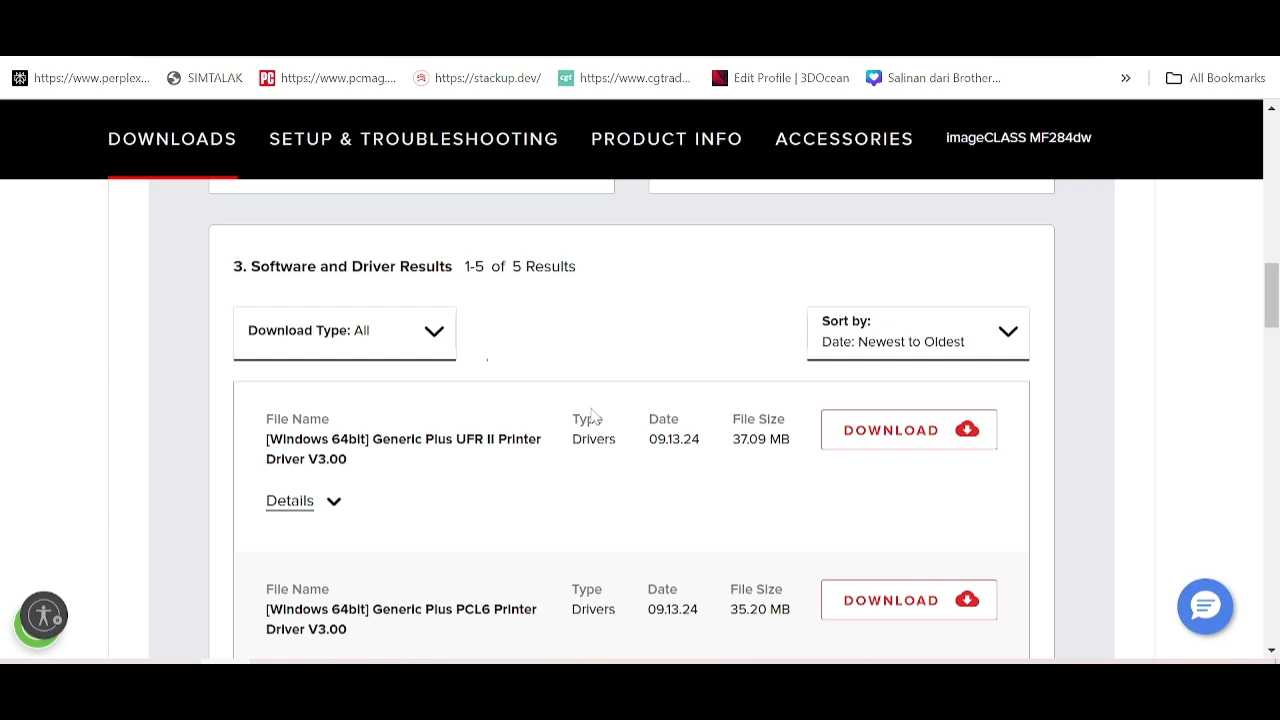 https://www.perplex... SIMTALAK PC https://www.pcmag.... https://stackup.dev/ cgt https://www.cgtrad... Edit Profile | 3DOcean Salinan dari Brother... » All Bookmarks
DOWNLOADS SETUP & TROUBLESHOOTING PRODUCT INFO ACCESSORIES imageCLASS MF284dw
3. Software and Driver Results 1-5 of 5 Results
Download Type: All
Sort by:
Date: Newest to Oldest
File Name Type Date File Size
[Windows 64bit] Generic Plus UFR II Printer Drivers 09.13.24 37.09 MB DOWNLOAD
Driver V3.00
Details
File Name Type Date File Size
[Windows 64bit] Generic Plus PCL6 Printer Drivers 09.13.24 35.20 MB DOWNLOAD
Driver V3.00